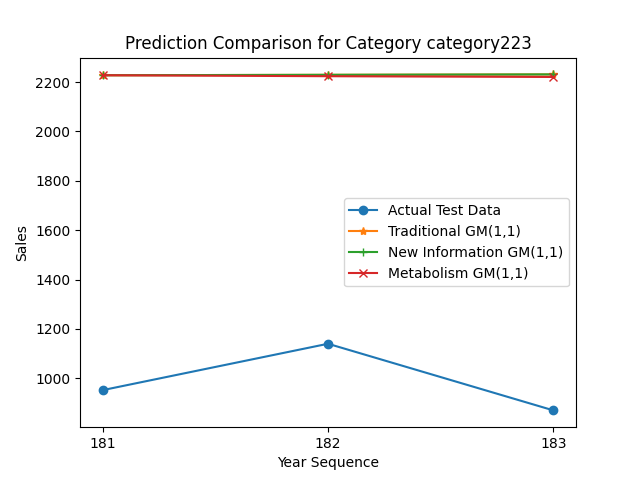 Prediction Comparison for Category category223
2200
2000
1800
1600
1400
1200
1000
Sales
Actual Test Data
Traditional GM(1,1)
New Information GM(1,1)
Metabolism GM(1,1)
181 182 183
Year Sequence